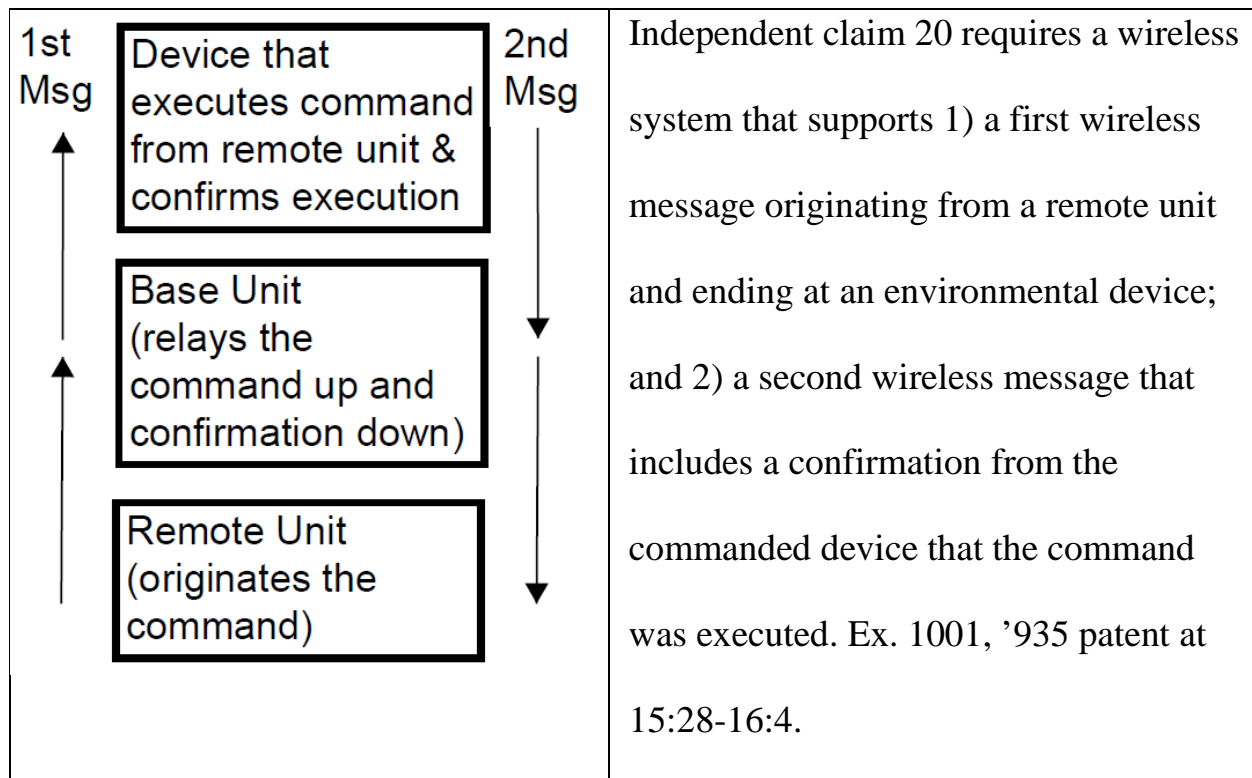 1st
Msg
Device that
executes command
from remote unit &
confirms execution
2nd
Msg
Base Unit
(relays the
command up and
confirmation down)
Remote Unit
(originates the
command)
Independent claim 20 requires a wireless
system that supports 1) a first wireless
message originating from a remote unit
and ending at an environmental device;
and 2) a second wireless message that
includes a confirmation from the
commanded device that the command
was executed. Ex. 1001, ’935 patent at
15:28-16:4.